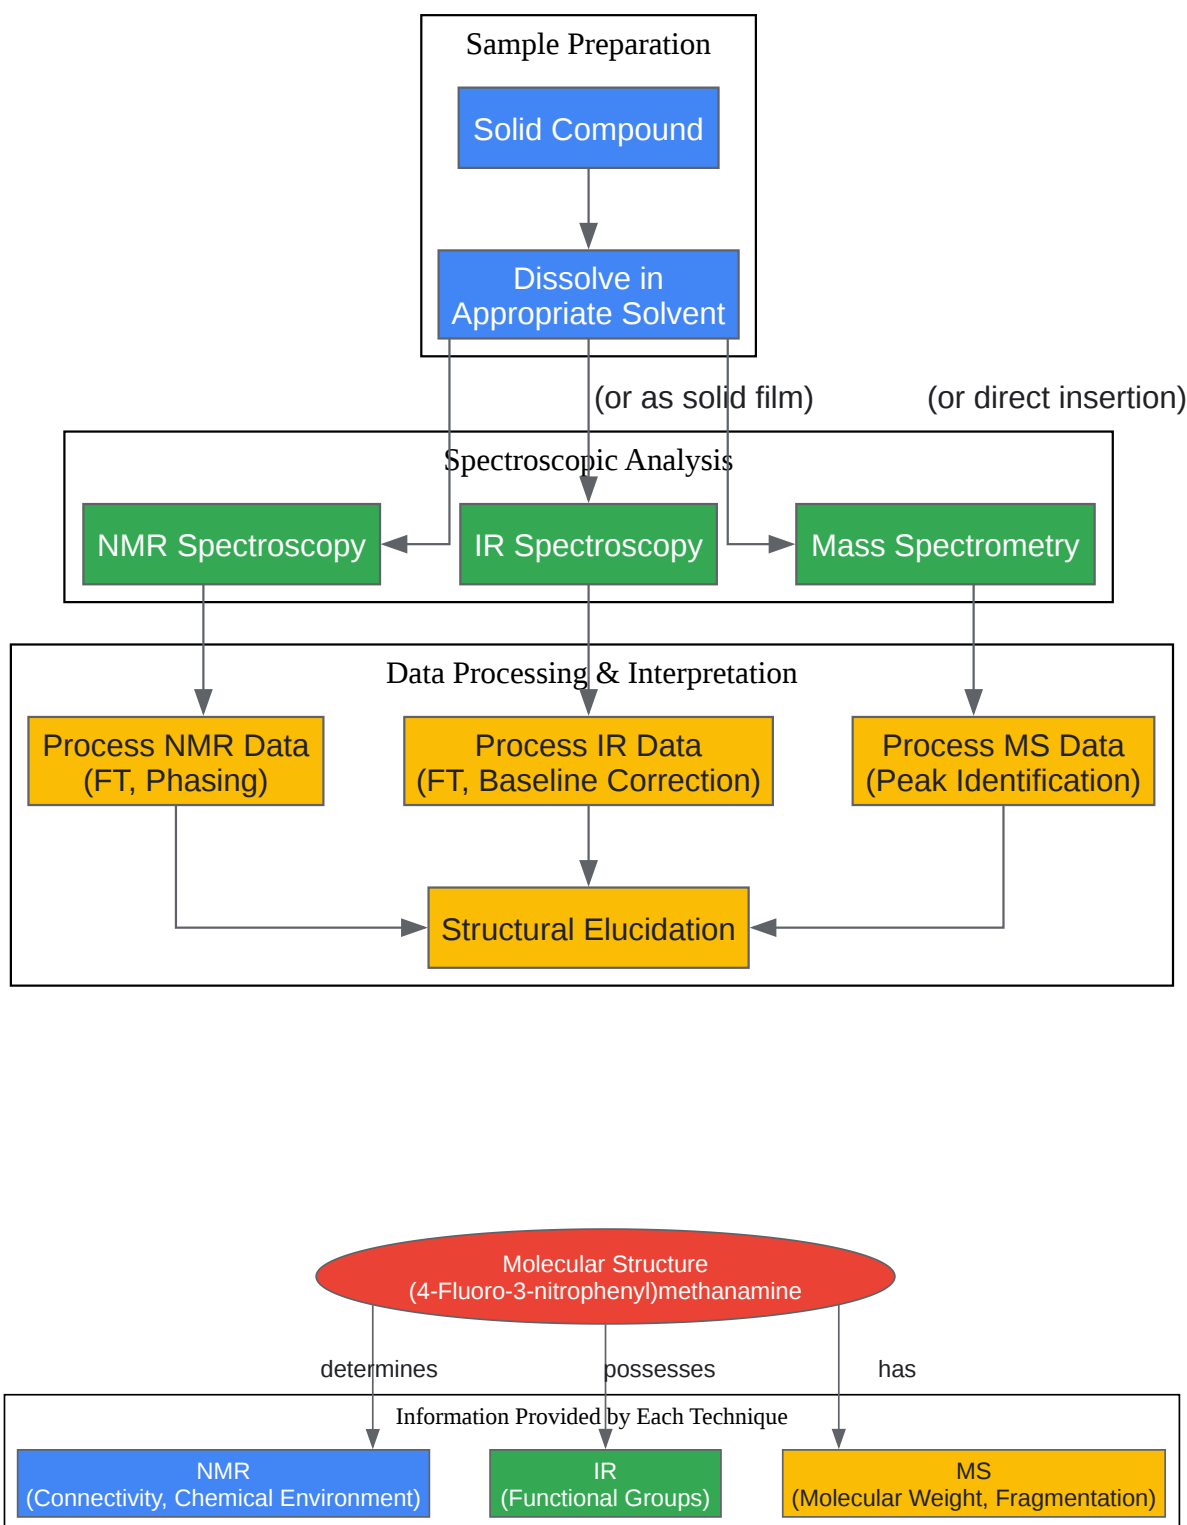 Sample Preparation
Solid Compound
Dissolve in
Appropriate Solvent
(or as solid film)
(or direct insertion)
Spectroscopic Analysis
NMR Spectroscopy
IR Spectroscopy
Mass Spectrometry
Data Processing & Interpretation
Process NMR Data
(FT, Phasing)
Process IR Data
(FT, Baseline Correction)
Process MS Data
(Peak Identification)
Structural Elucidation
Molecular Structure
(4-Fluoro-3-nitrophenyl)methanamine
determines
possesses
has
Information Provided by Each Technique
NMR
(Connectivity, Chemical Environment)
IR
(Functional Groups)
MS
(Molecular Weight, Fragmentation)